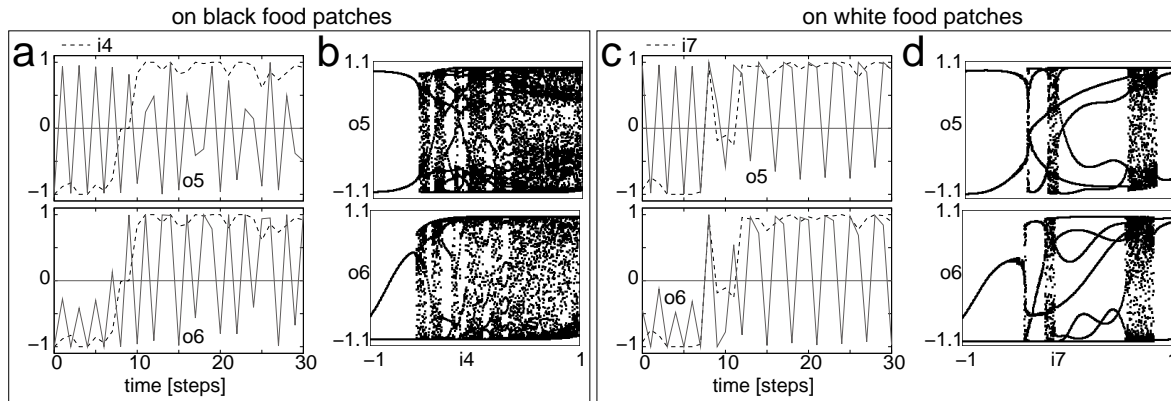 on black food patches
on white food patches
a
i4
1
0
−1
o5
1
0
−1
o6
0
10
20
30
time [steps]
b
1.1
o5
−1.1
1.1
o6
−1.1
−1
i4
1
c
i7
1
0
−1
o5
1
0
−1
o6
0
10
20
30
time [steps]
d
1.1
o5
−1.1
1.1
o6
−1.1
−1
i7
1